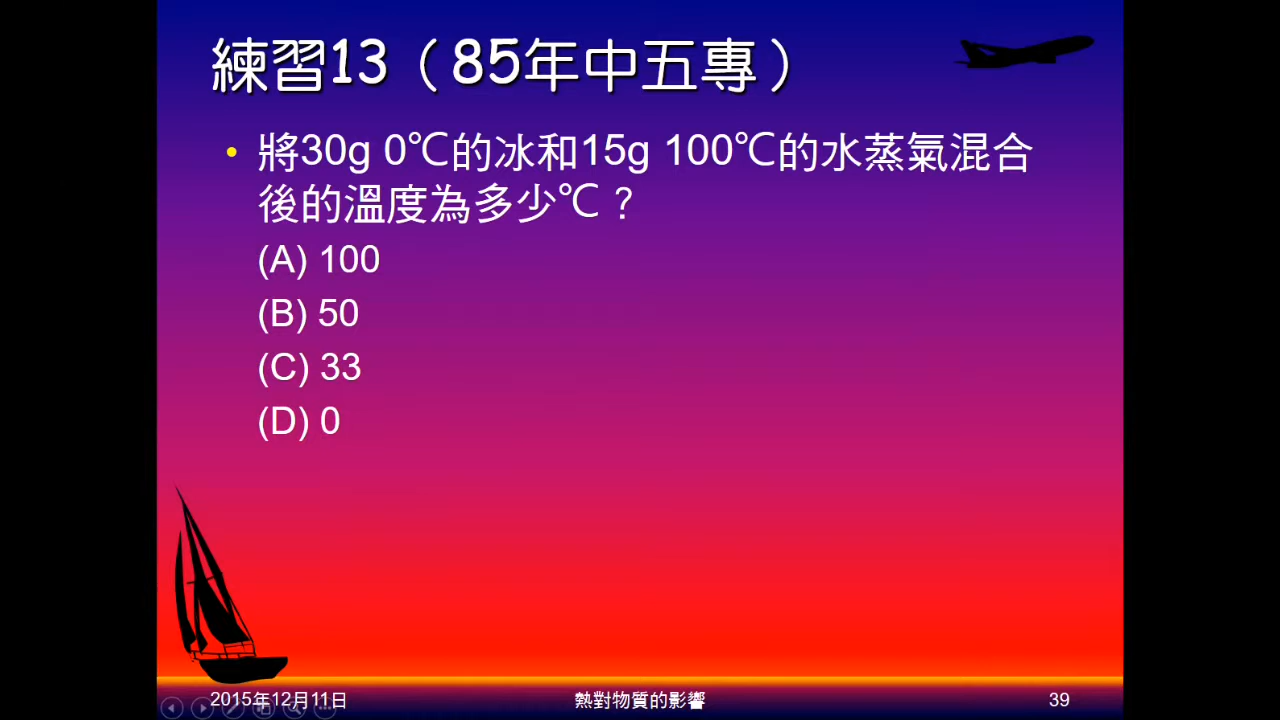 練習13（85年中五專）
• 將30g 0℃的冰和15g 100℃的水蒸氣混合
後的溫度為多少℃？
(A) 100
(B) 50
(C) 33
(D) 0
2015年12月11日
熱對物質的影響
39